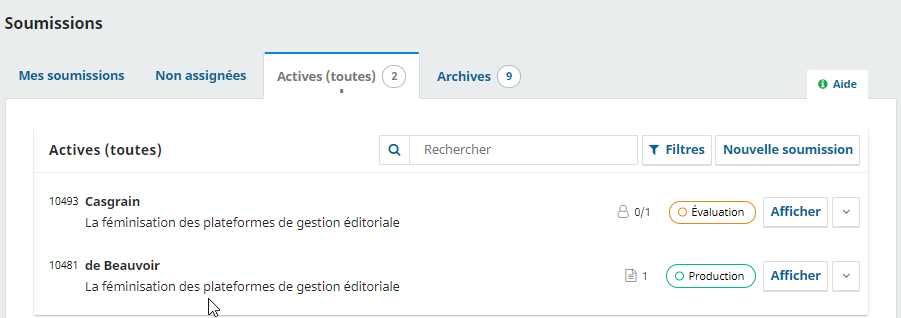 Soumissions
Mes soumissions Non assignées Actives (toutes) 2 Archives 9
Aide
Actives (toutes) Rechercher Filtres Nouvelle soumission
10493 Casgrain 0/1 Évaluation Afficher
La féminisation des plateformes de gestion éditoriale
10481 de Beauvoir 1 Production Afficher
La féminisation des plateformes de gestion éditoriale